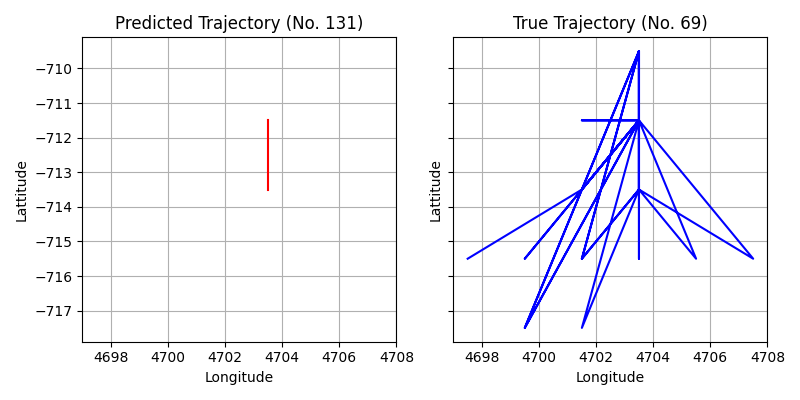 Predicted Trajectory (No. 131)
Lattitude
−710
−711
−712
−713
−714
−715
−716
−717
4698 4700 4702 4704 4706 4708
Longitude
True Trajectory (No. 69)
Lattitude
4698 4700 4702 4704 4706 4708
Longitude